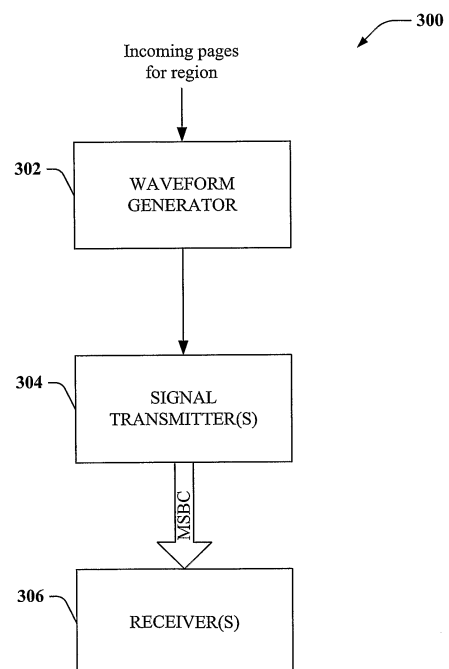 300
Incoming pages
for region
302
WAVEFORM
GENERATOR
304
SIGNAL
TRANSMITTER(S)
MSBC
306
RECEIVER(S)